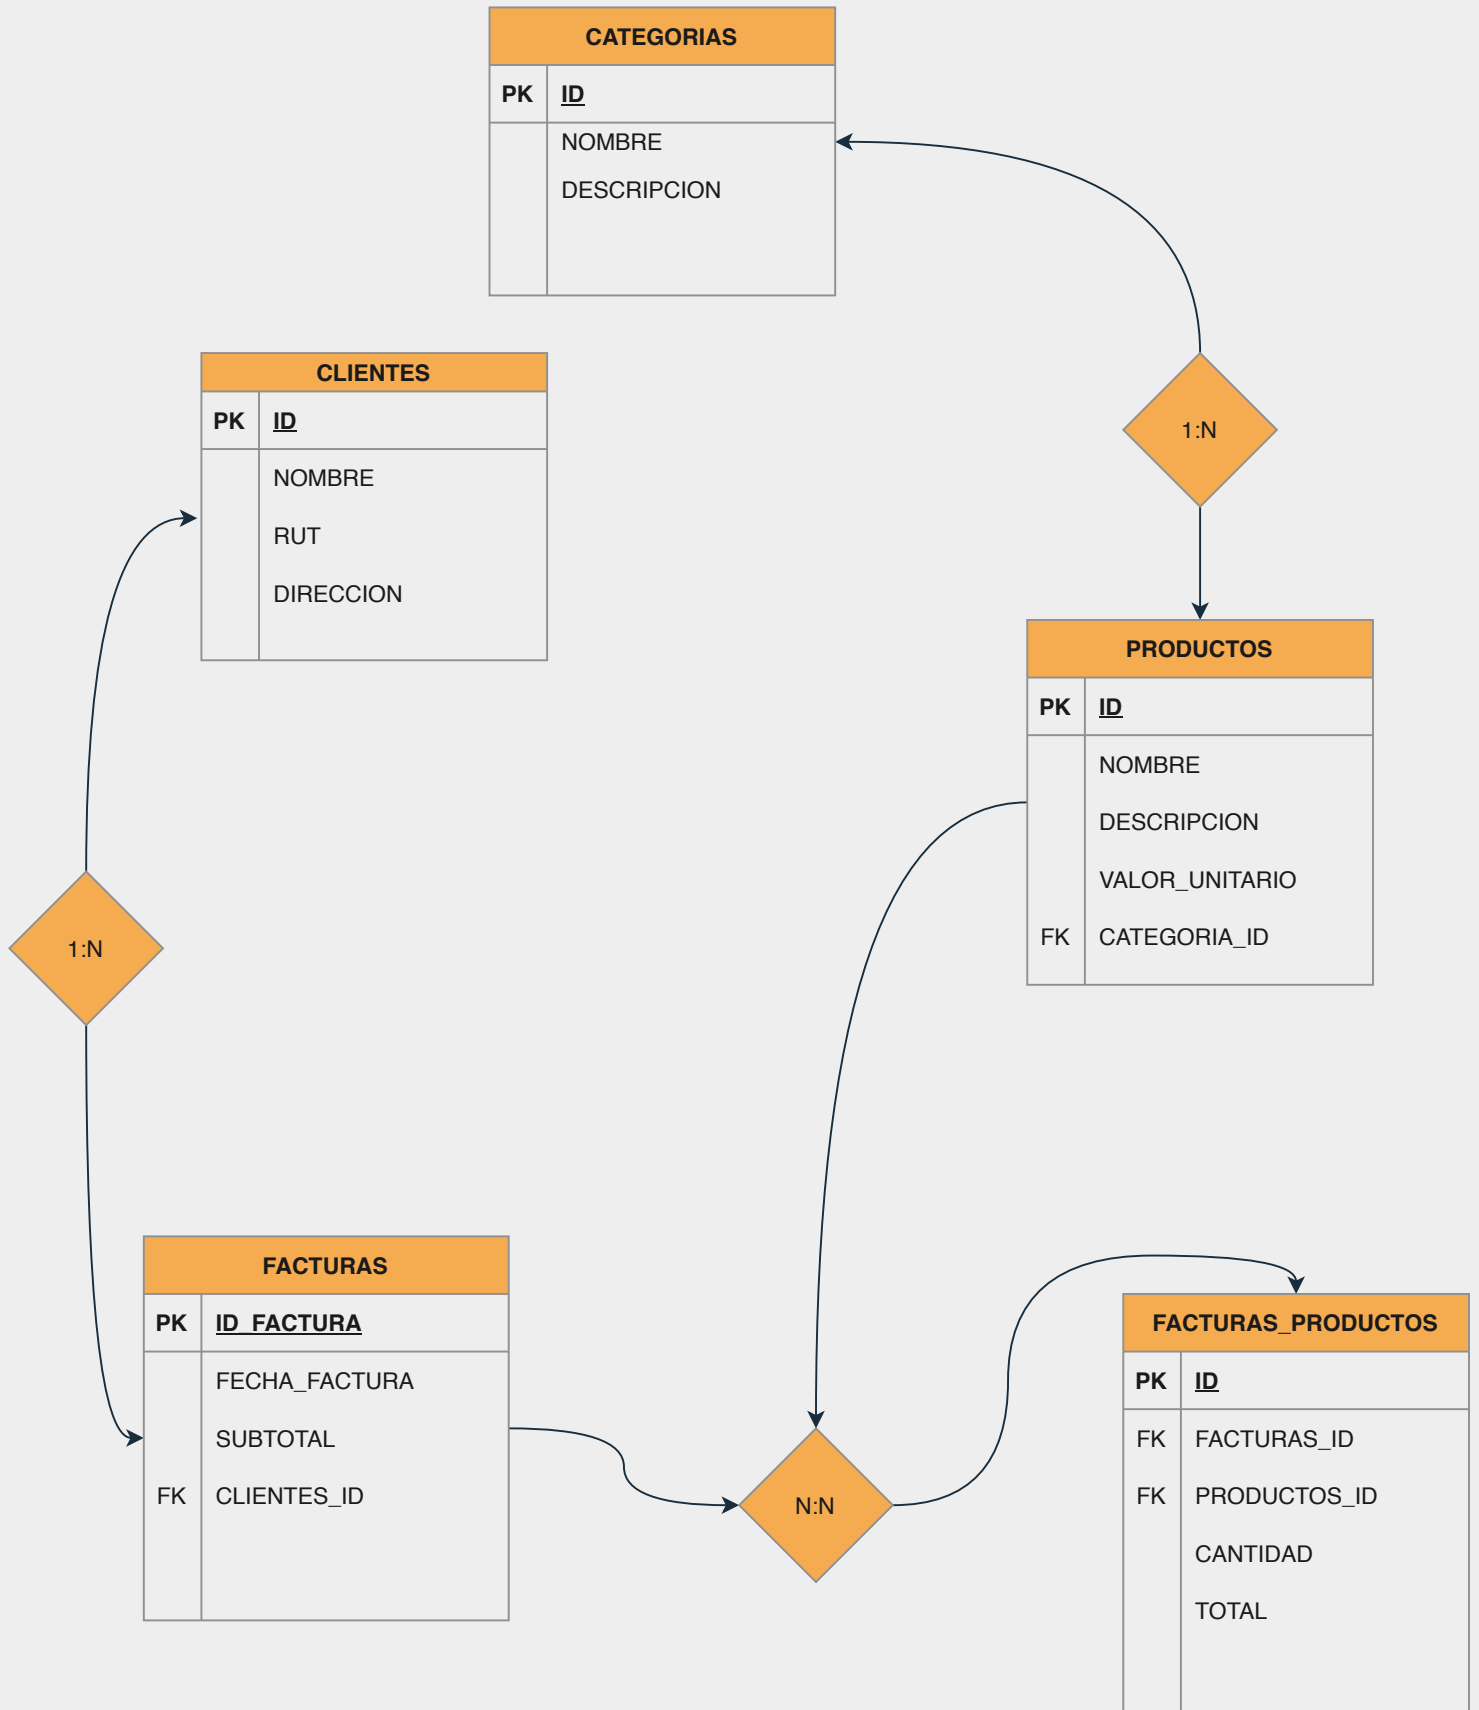 CATEGORIAS
PK ID
NOMBRE
DESCRIPCION
CLIENTES
PK ID
NOMBRE
RUT
DIRECCION
1:N
PRODUCTOS
PK ID
NOMBRE
DESCRIPCION
VALOR_UNITARIO
FK CATEGORIA_ID
1:N
FACTURAS
PK ID_FACTURA
FECHA_FACTURA
SUBTOTAL
FK CLIENTES_ID
N:N
FACTURAS_PRODUCTOS
PK ID
FK FACTURAS_ID
FK PRODUCTOS_ID
CANTIDAD
TOTAL